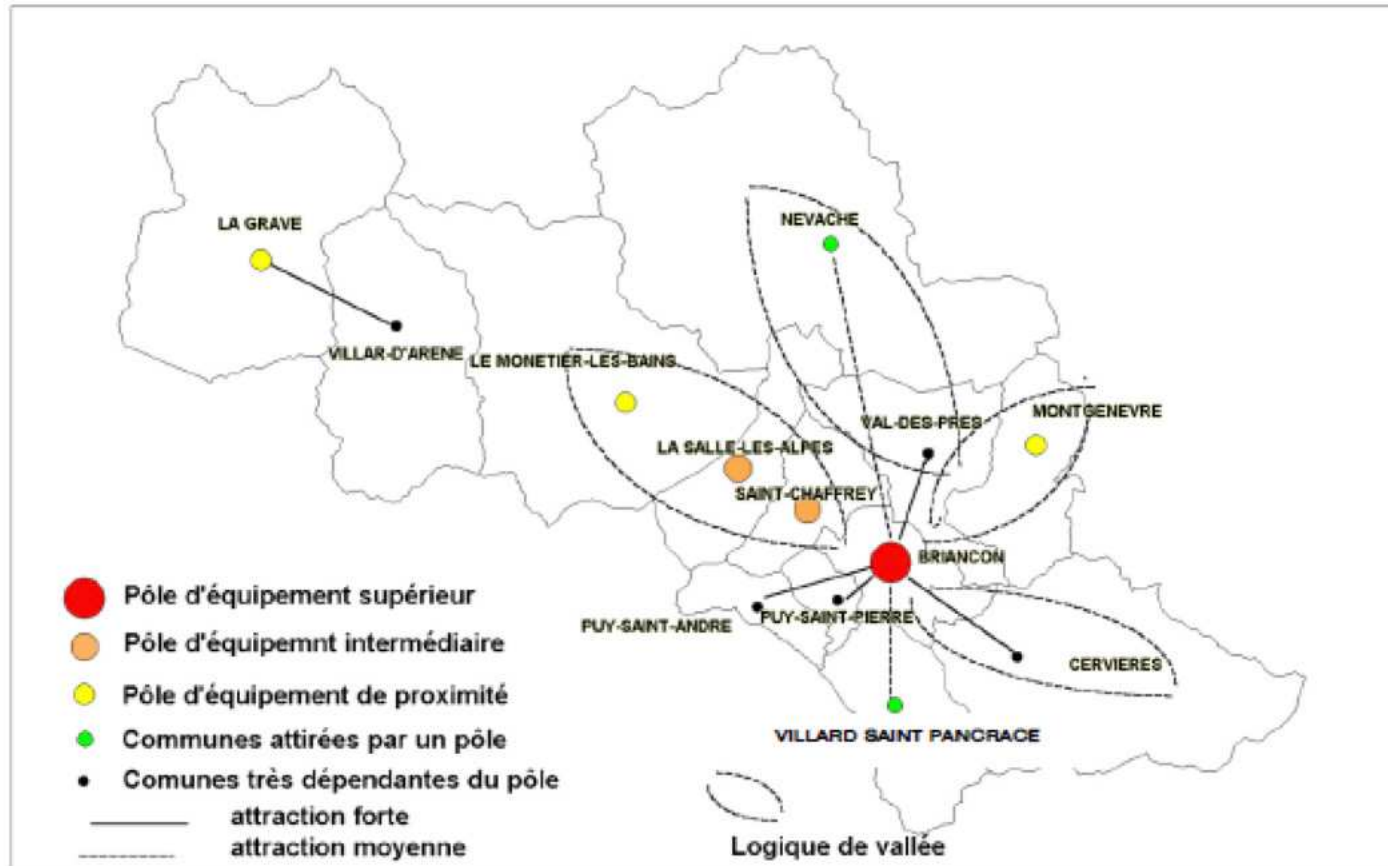 NEVACHE
LA GRAVE
VILLAR-D'ARENE
LE MONETIER-LES-BAINS
MONTGENEVRE
VAL-DES-PRES
LA SALLE-LES-ALPES
SAINT-CHAFFREY
BRIANCON
PUY-SAINT-ANDRE
PUY-SAINT-PIERRE
CERVIERES
VILLARD SAINT PANCRACE
Pôle d'équipement supérieur
Pôle d'équipemnt intermédiaire
Pôle d'équipement de proximité
Communes attirées par un pôle
Comunes très dépendantes du pôle
attraction forte
attraction moyenne
Logique de vallée